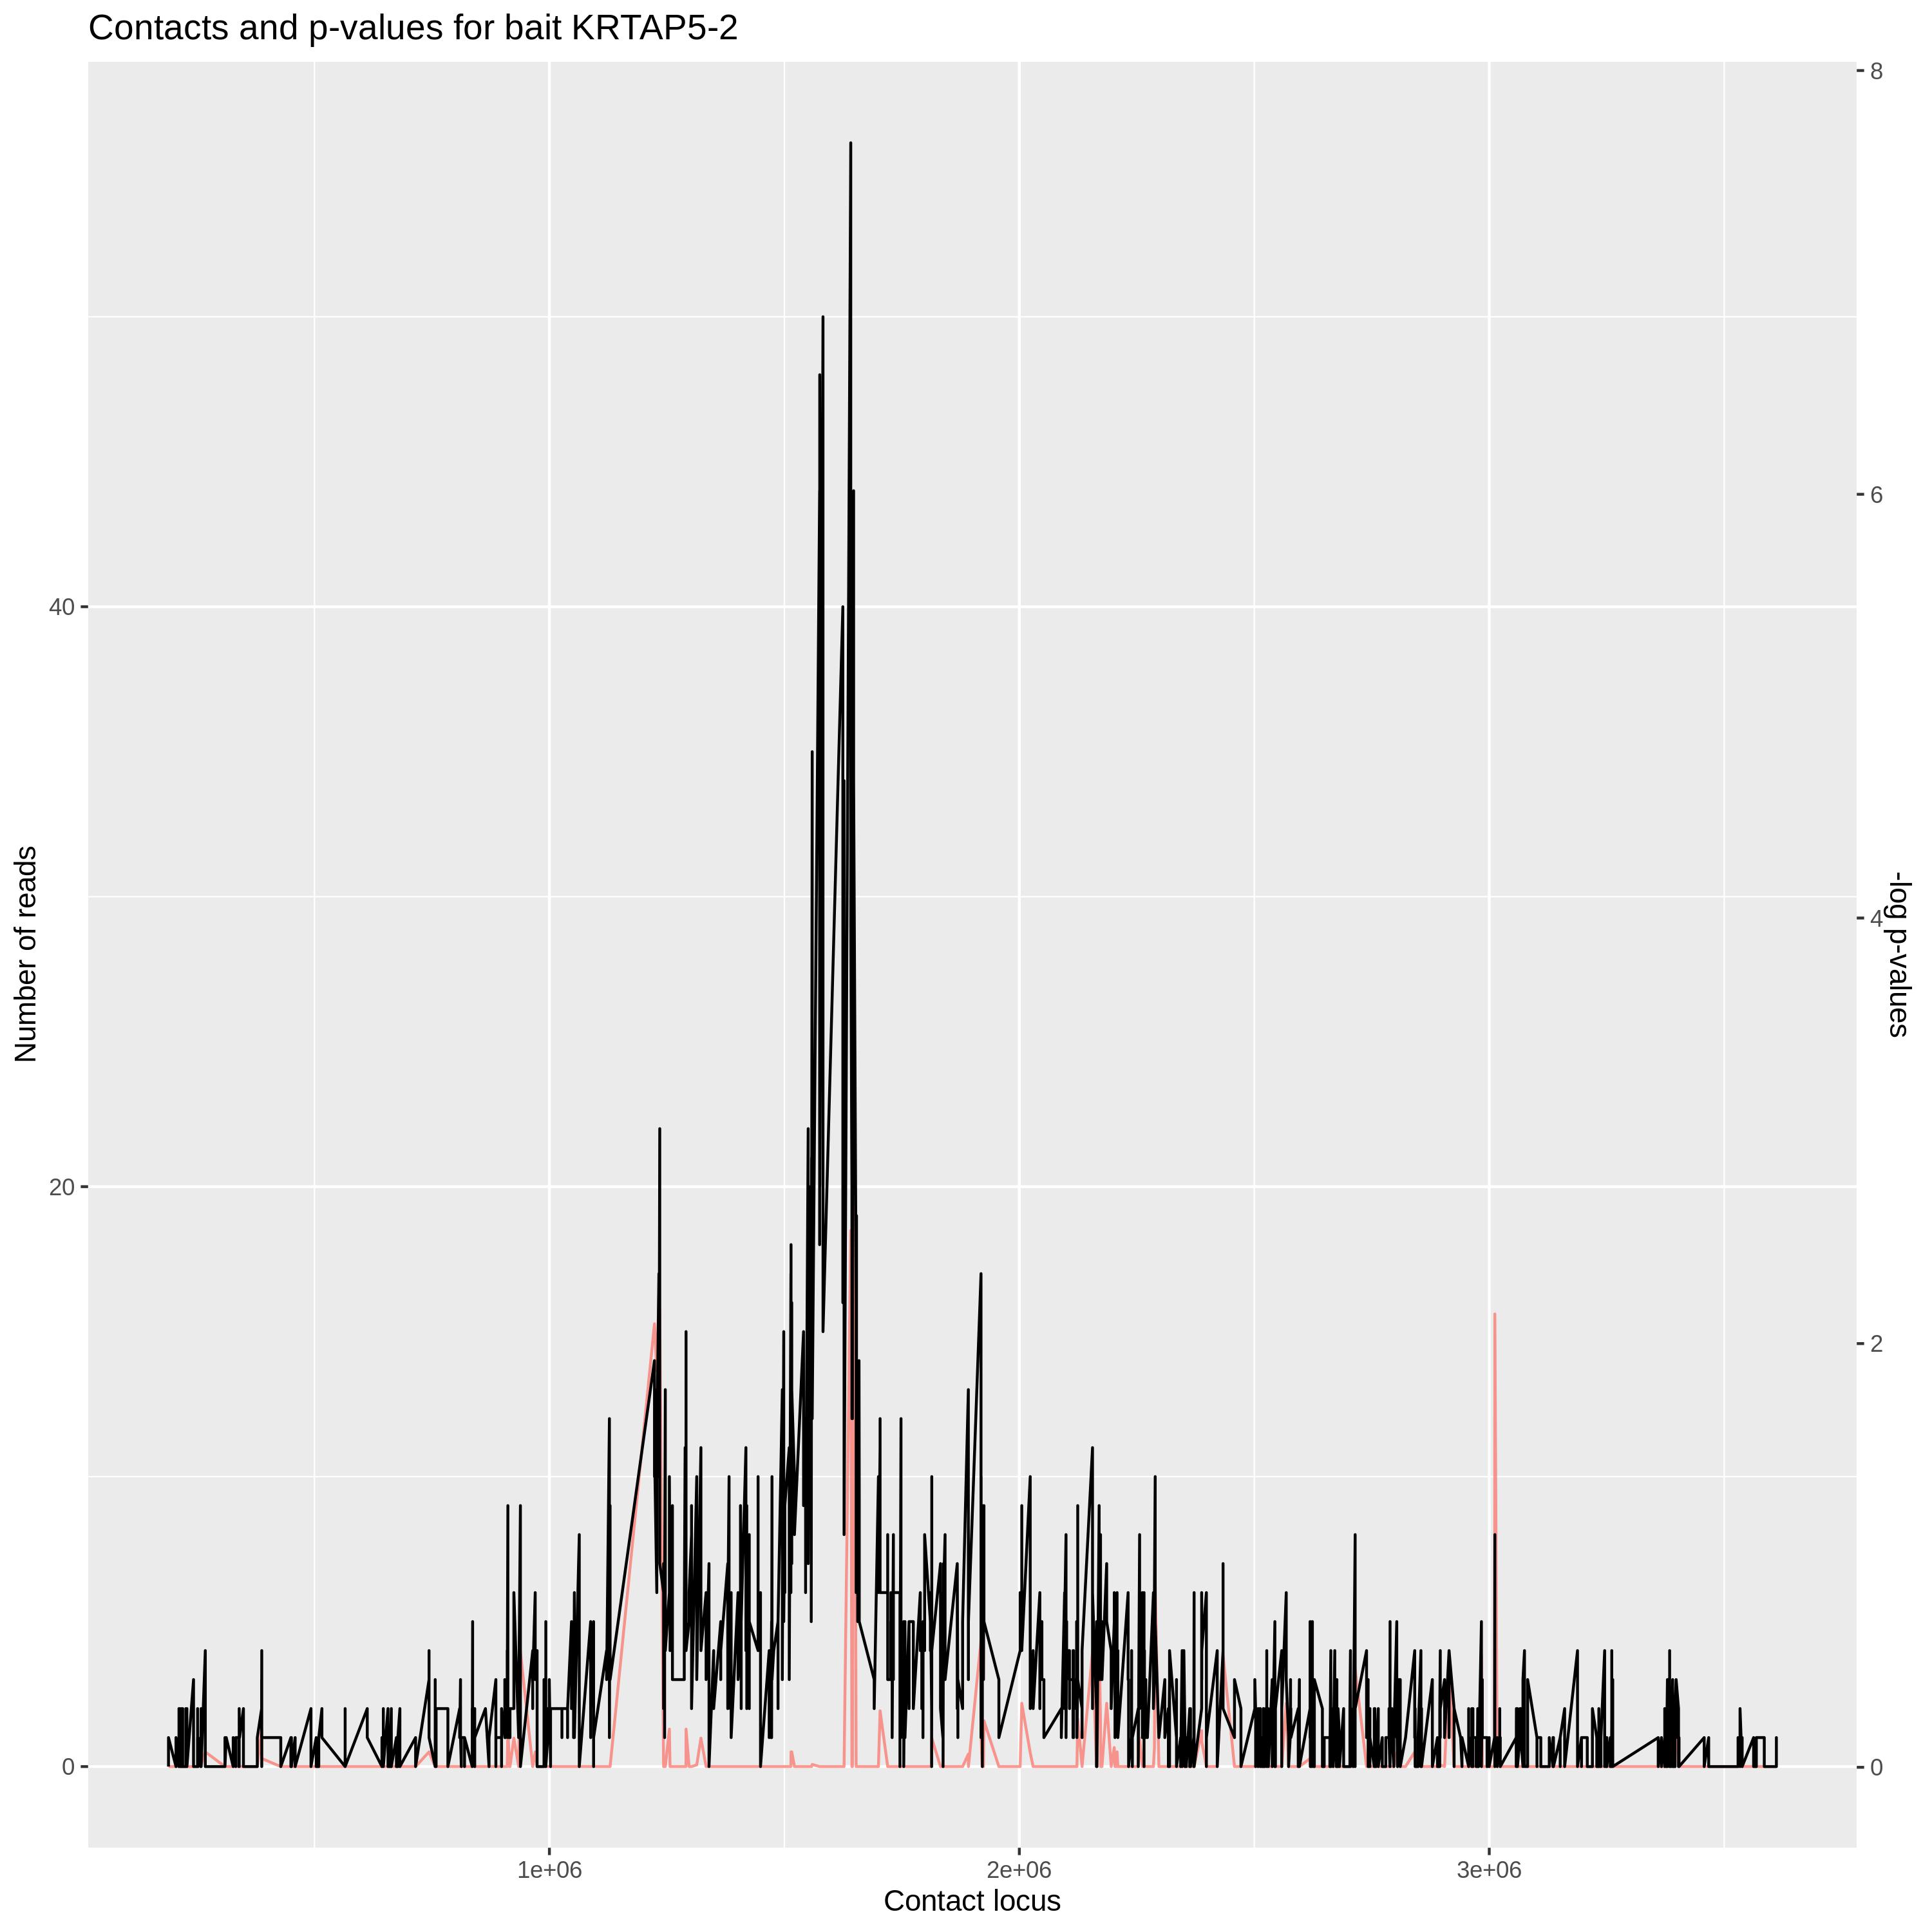 Contacts and p-values for bait KRTAP5-2
8
6
40
Number of reads
4
-log p-values
20
2
0
0
1e+06
2e+06
3e+06
Contact locus